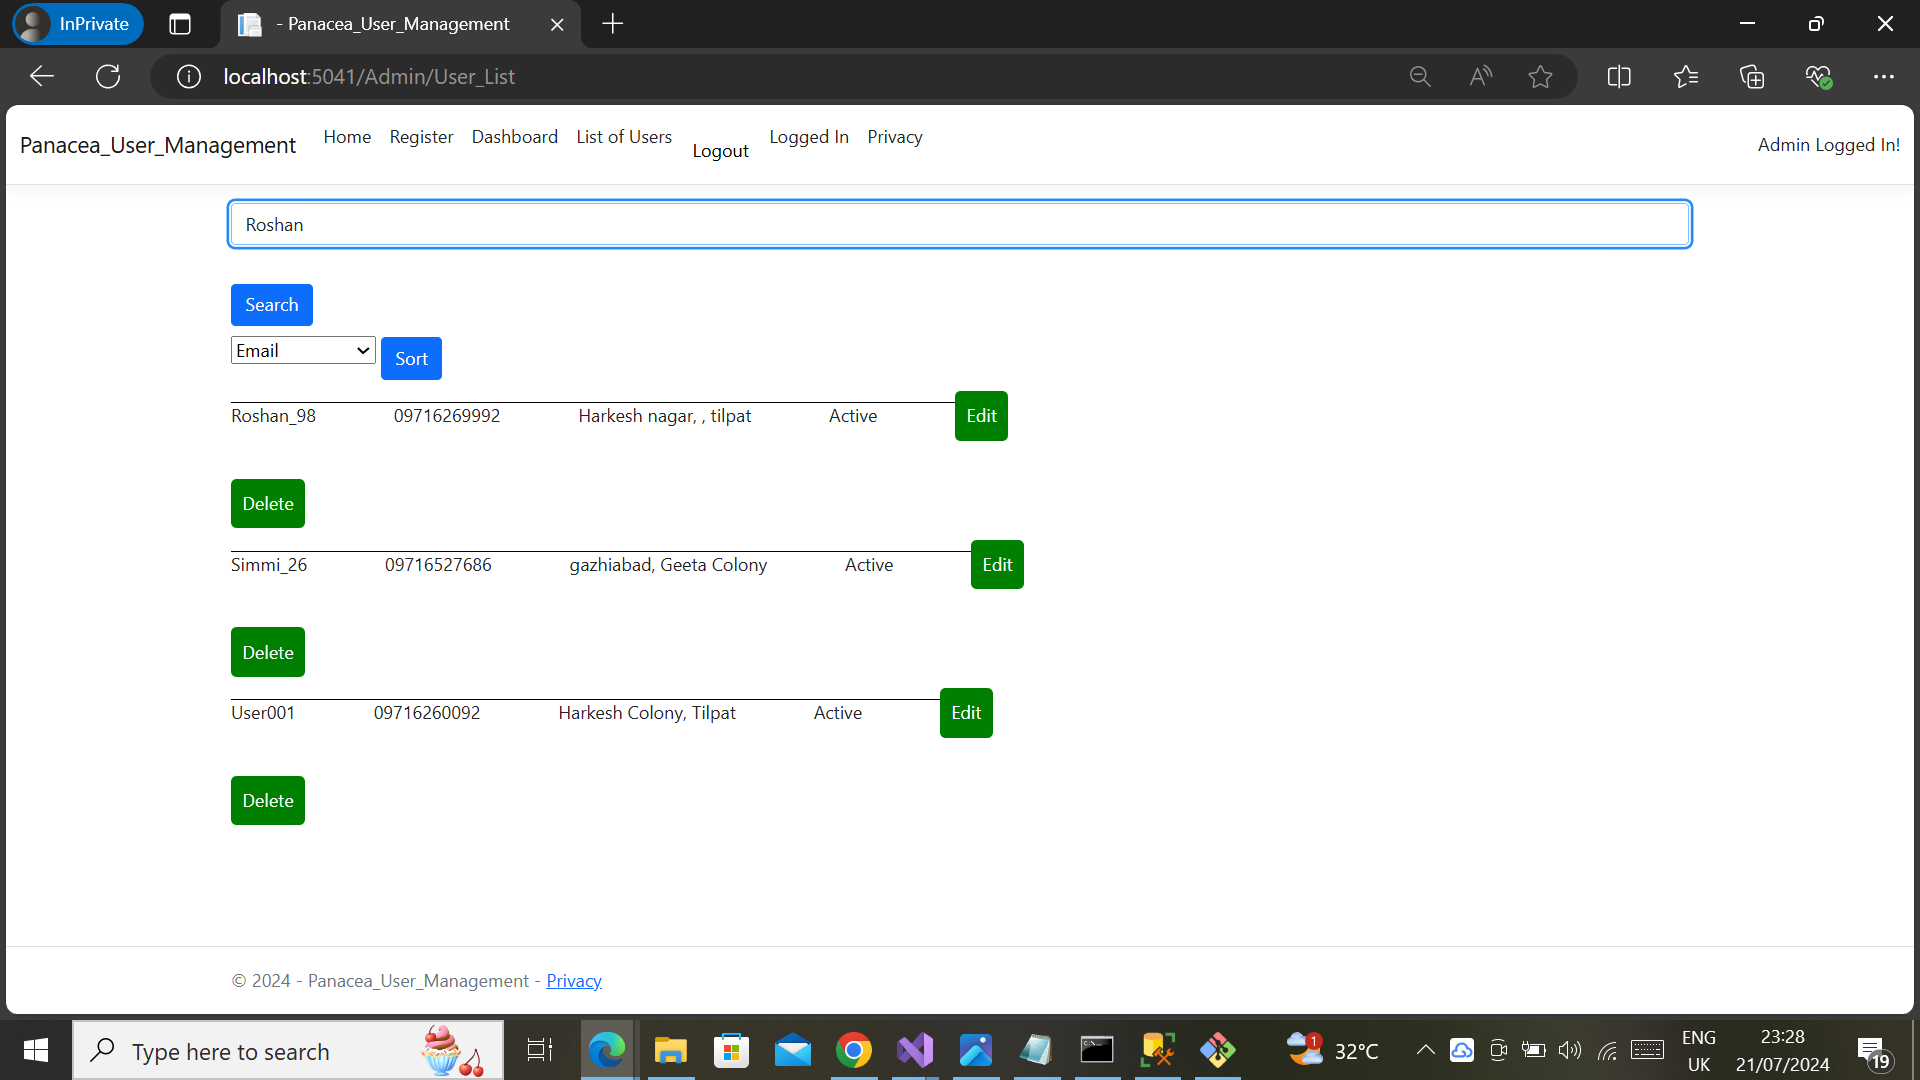 InPrivate
- Panacea_User_Management
localhost:5041/Admin/User_List
Panacea_User_Management Home Register Dashboard List of Users Logout Logged In Privacy Admin Logged In!
Roshan
Search
Email Sort
Roshan_98 09716269992 Harkesh nagar, , tilpat Active Edit
Delete
Simmi_26 09716527686 gazhiabad, Geeta Colony Active Edit
Delete
User001 09716260092 Harkesh Colony, Tilpat Active Edit
Delete
© 2024 - Panacea_User_Management - Privacy
Type here to search
1
32°C
ENG
UK
23:28
21/07/2024
19